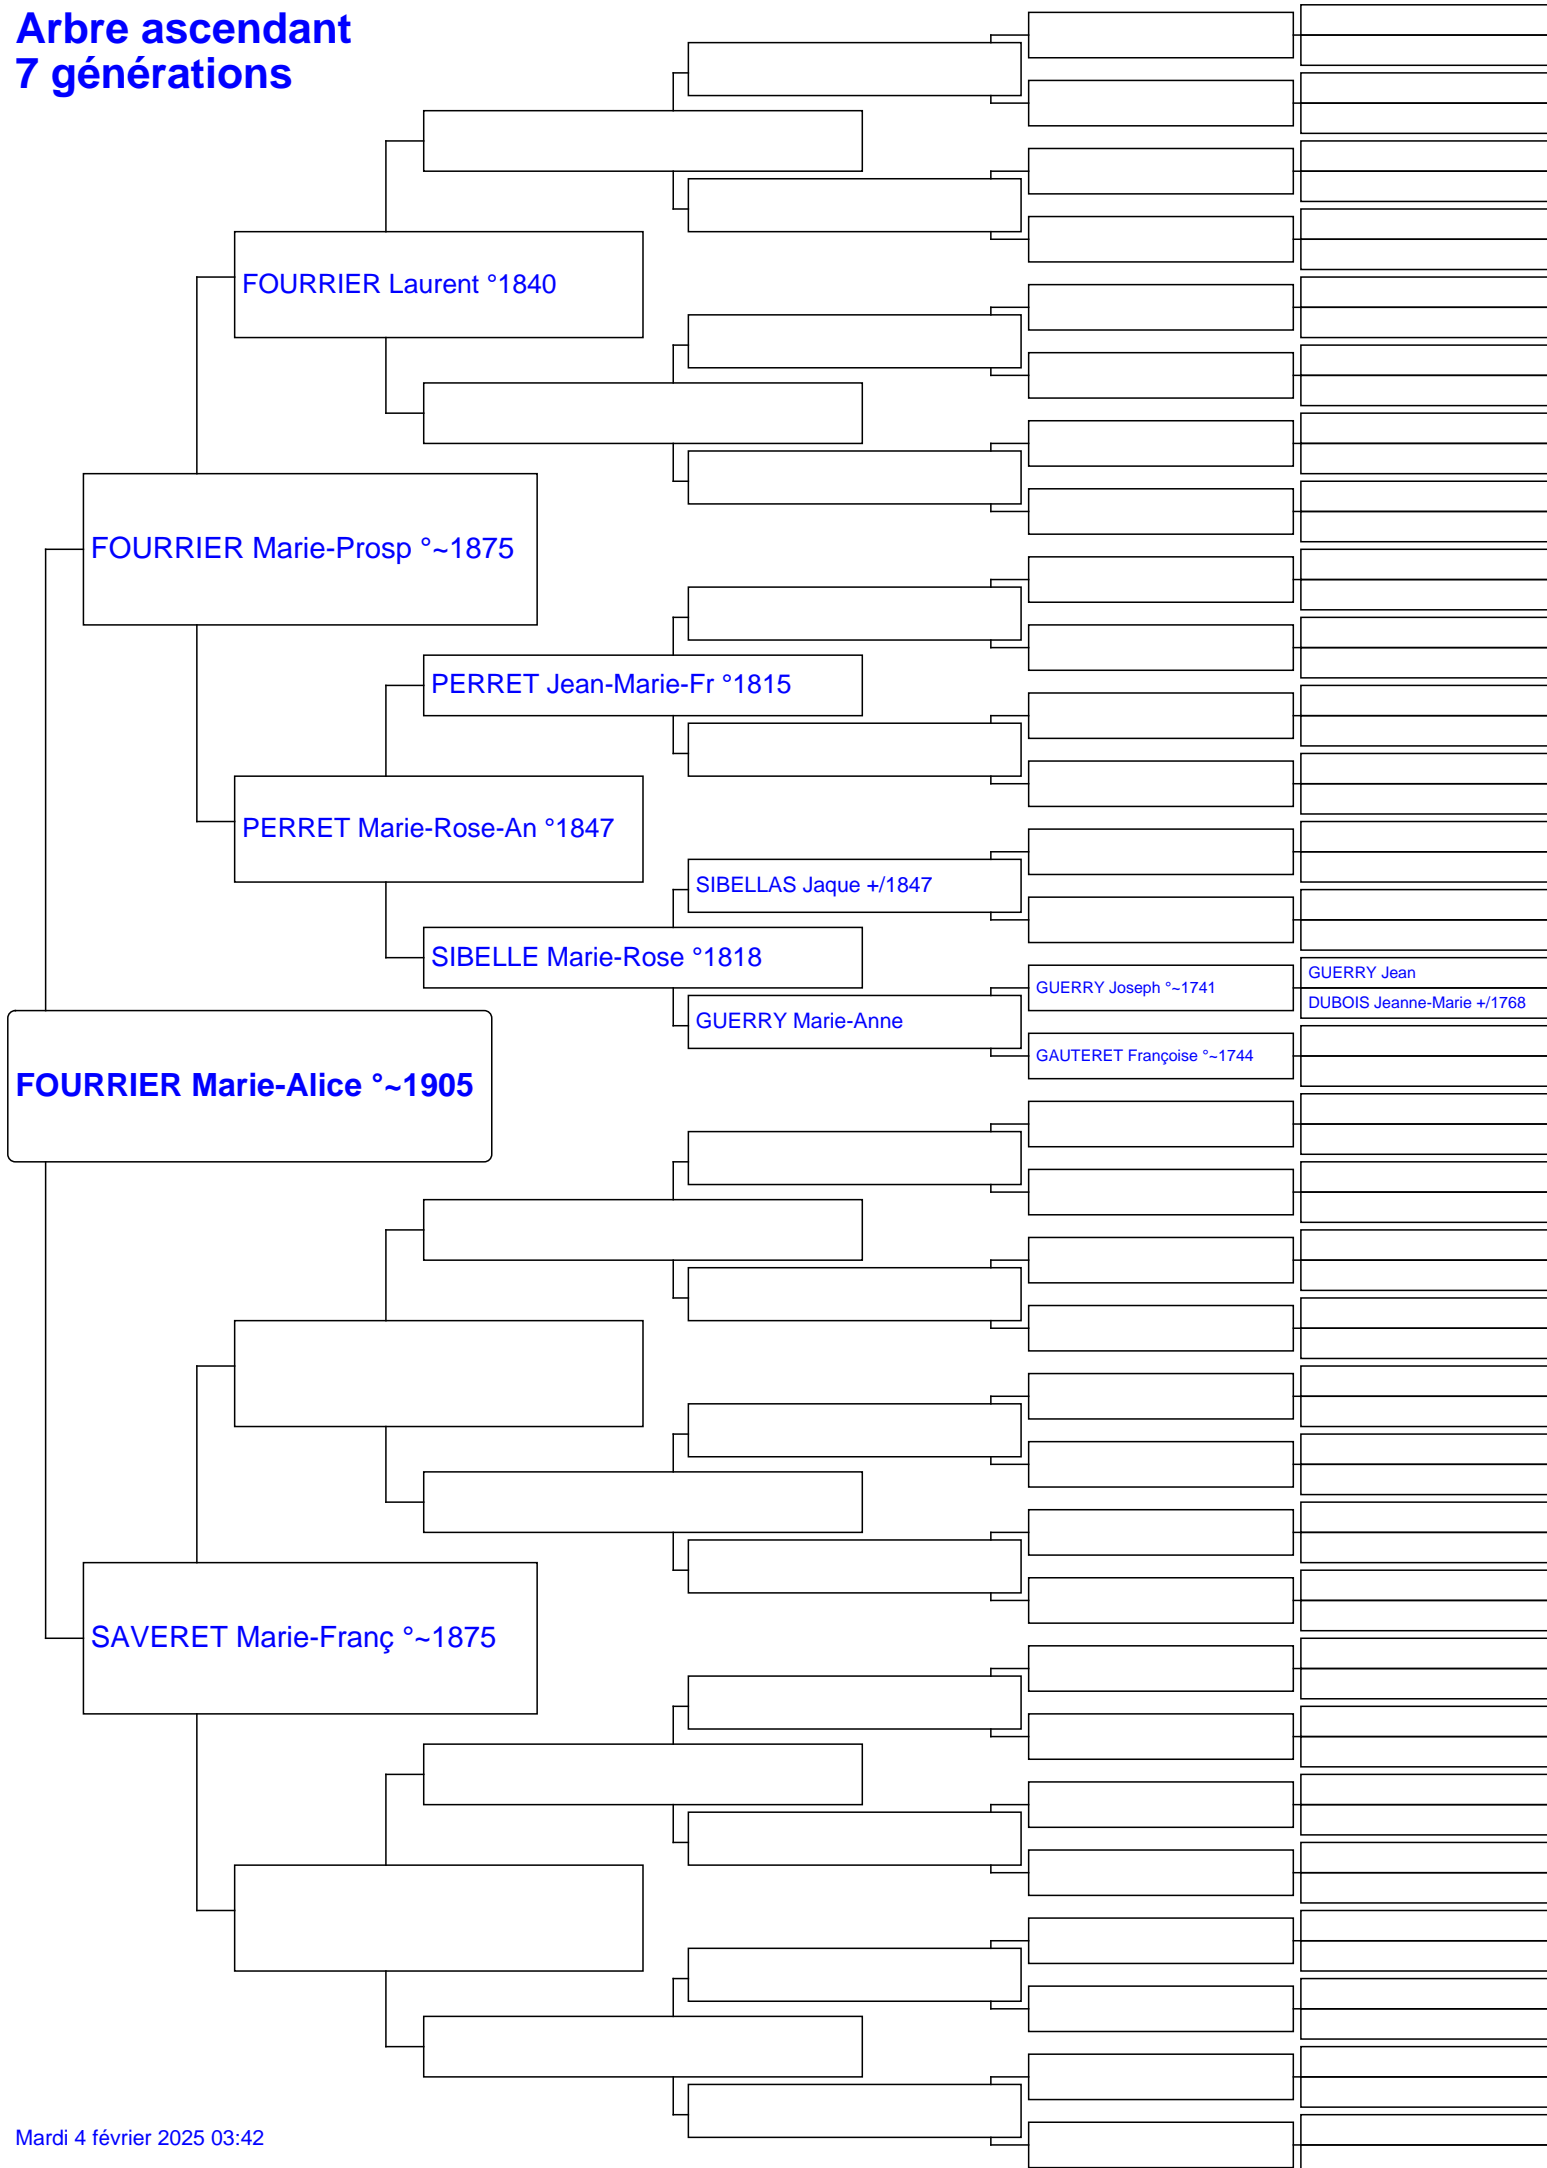 Arbre ascendant
7 générations
FOURRIER Laurent °1840
FOURRIER Marie-Prosp °~1875
PERRET Jean-Marie-Fr °1815
PERRET Marie-Rose-An °1847
SIBELLAS Jaque +/1847
SIBELLE Marie-Rose °1818
GUERRY Jean
GUERRY Joseph °~1741
DUBOIS Jeanne-Marie +/1768
GUERRY Marie-Anne
GAUTERET Françoise °~1744
FOURRIER Marie-Alice °~1905
SAVERET Marie-Franç °~1875
Mardi 4 février 2025 03:42